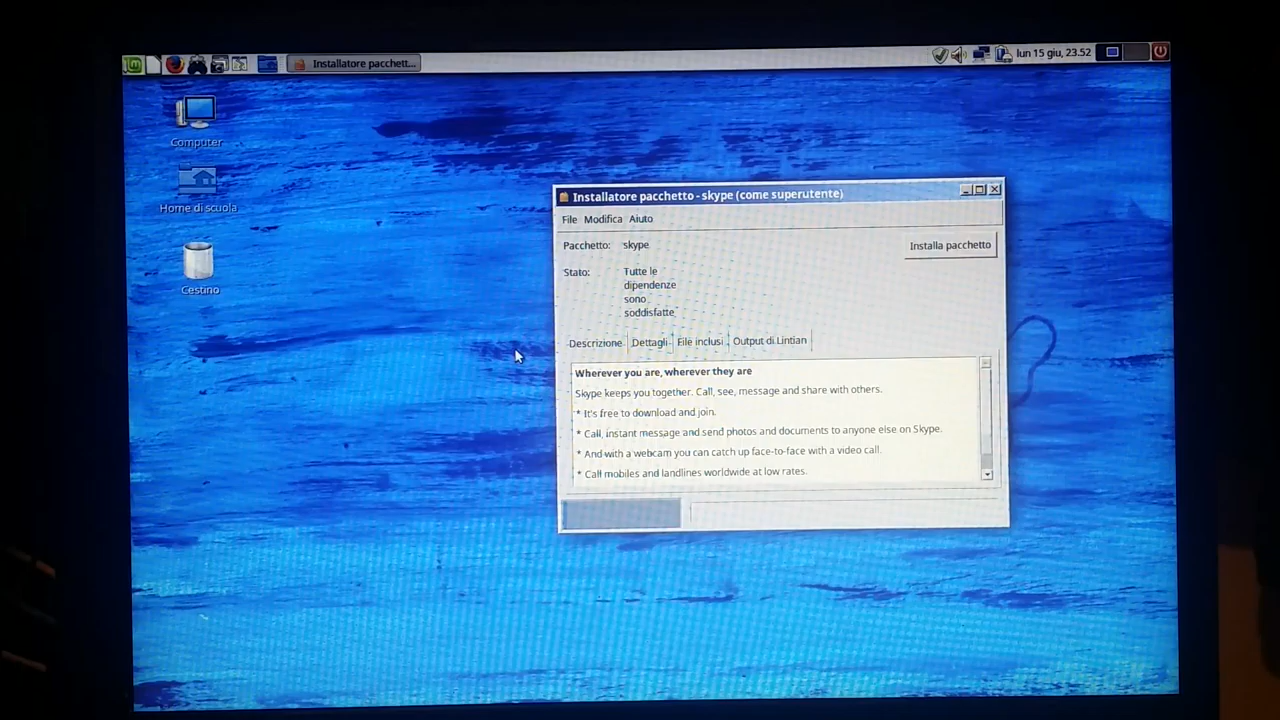 Installatore pacchett...
lun 15 giu, 23.52
Computer
Home di scuola
Cestino
Installatore pacchetto - skype (come superutente)
File Modifica Aiuto
Pacchetto: skype
Installa pacchetto
Stato: Tutte le
dipendenze
sono
soddisfatte
Descrizione Dettagli File inclusi Output di Lintian
Wherever you are, wherever they are
Skype keeps you together. Call, see, message and share with others.
* It's free to download and join.
* Call, instant message and send photos and documents to anyone else on Skype.
* And with a webcam you can catch up face-to-face with a video call.
* Call mobiles and landlines worldwide at low rates.